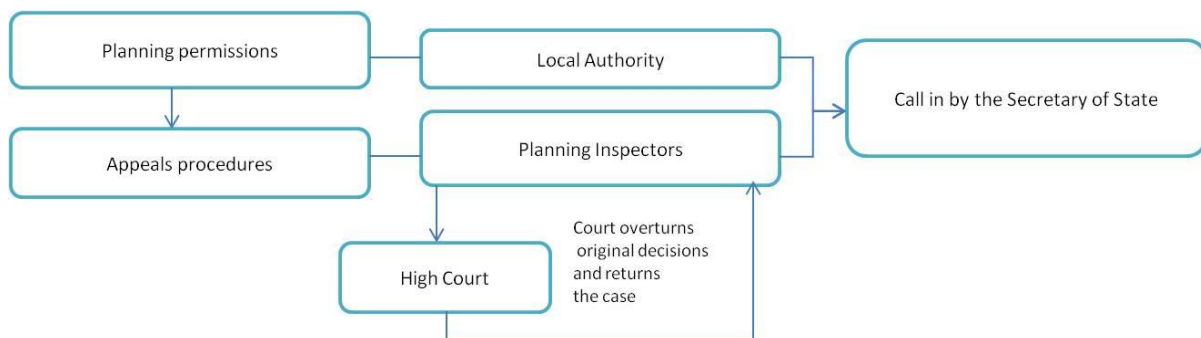 Planning permissions
Local Authority
Call in by the Secretary of State
Appeals procedures
Planning Inspectors
Court overturns
original decisions
and returns
the case
High Court